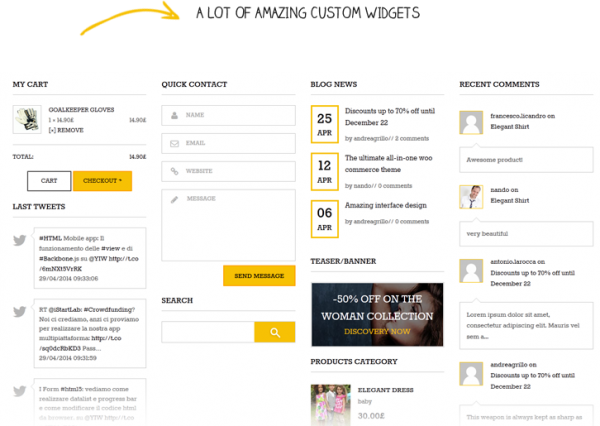 A LOT OF AMAZING CUSTOM WIDGETS
MY CART
GOALKEEPER GLOVES
1 × 14,90£ 14,90£
[×] REMOVE
TOTAL: 14,90£
CART
CHECKOUT
LAST TWEETS
#HTML Mobile app: Il
funzionamento delle #view e di
#Backbone.js su @YIW http://t.co
29/04/2014 09:33:06
RT @iStartLab: #Crowdfunding?
Noi ci crediamo, anzi ci proviamo
per realizzare la nostra app
multipiattaforma: http://t.co
Pass...
29/04/2014 09:31:59
I Form #html5: vediamo come
realizzare datalist e progress bar
e come modificare il codice html
da browser, su @YIW http://t.co
QUICK CONTACT
NAME
EMAIL
WEBSITE
MESSAGE
SEND MESSAGE
SEARCH
BLOG NEWS
25
APR
Discounts up to 70% off until
December 22
by andreagrillo// 2 comments
12
APR
The ultimate all-in-one woo
commerce theme
by nando// 0 comments
06
APR
Amazing interface design
by andreagrillo// 0 comments
TEASER/BANNER
-50% OFF ON THE
WOMAN COLLECTION
DISCOVERY NOW
PRODUCTS CATEGORY
ELEGANT DRESS
baby
30.00£
RECENT COMMENTS
francesco.licandro on
Elegant Shirt
Awesome product!
nando on
Elegant Shirt
very beautiful
antonio.larocca on
Discounts up to 70% off until
December 22
Lorem ipsum dolor sit amet,
consectetur adipiscing elit. Mauris vel
sem a...
andreagrillo on
Discounts up to 70% off until
December 22
This weapon is always kept as sharp as